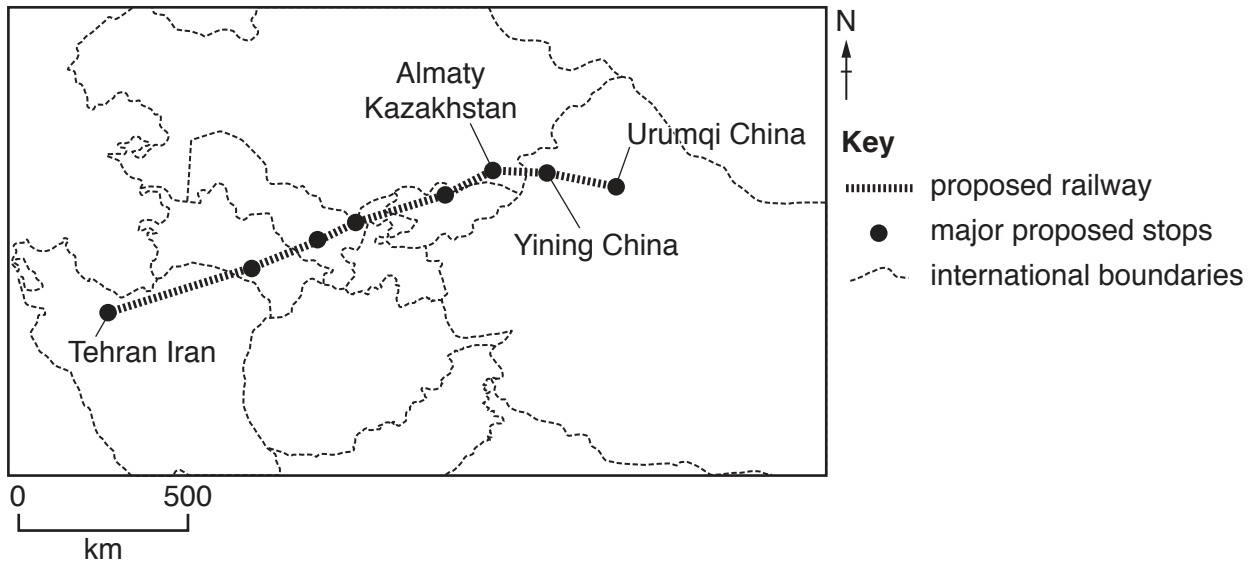 Almaty
Kazakhstan
Urumqi China
Yining China
Tehran Iran
0 500
km
N
Key
proposed railway
major proposed stops
international boundaries